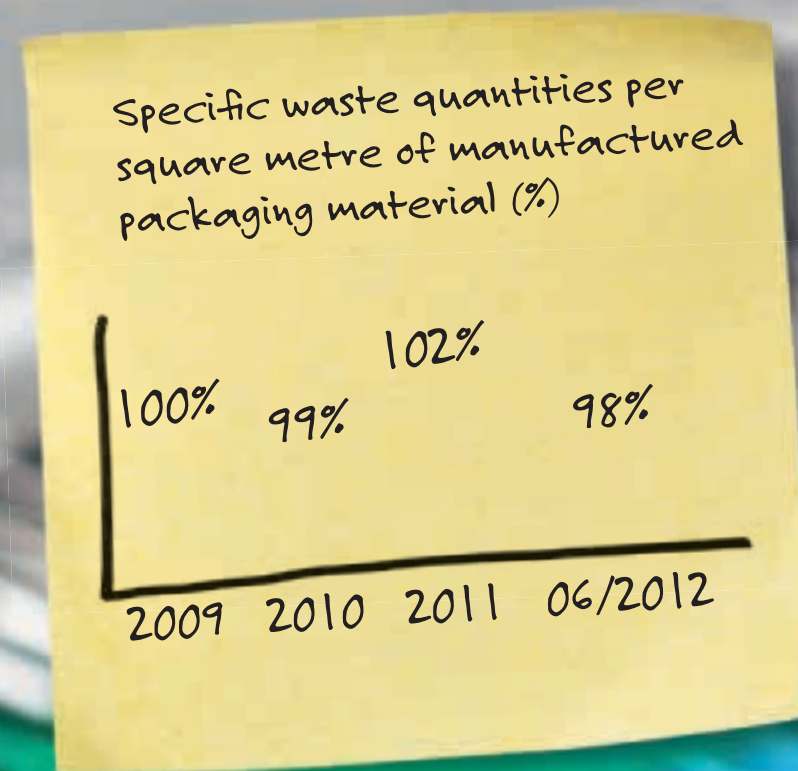 Specific waste quantities per
square metre of manufactured
packaging material (%)
102%
100% 99% 98%
2009 2010 2011 06/2012